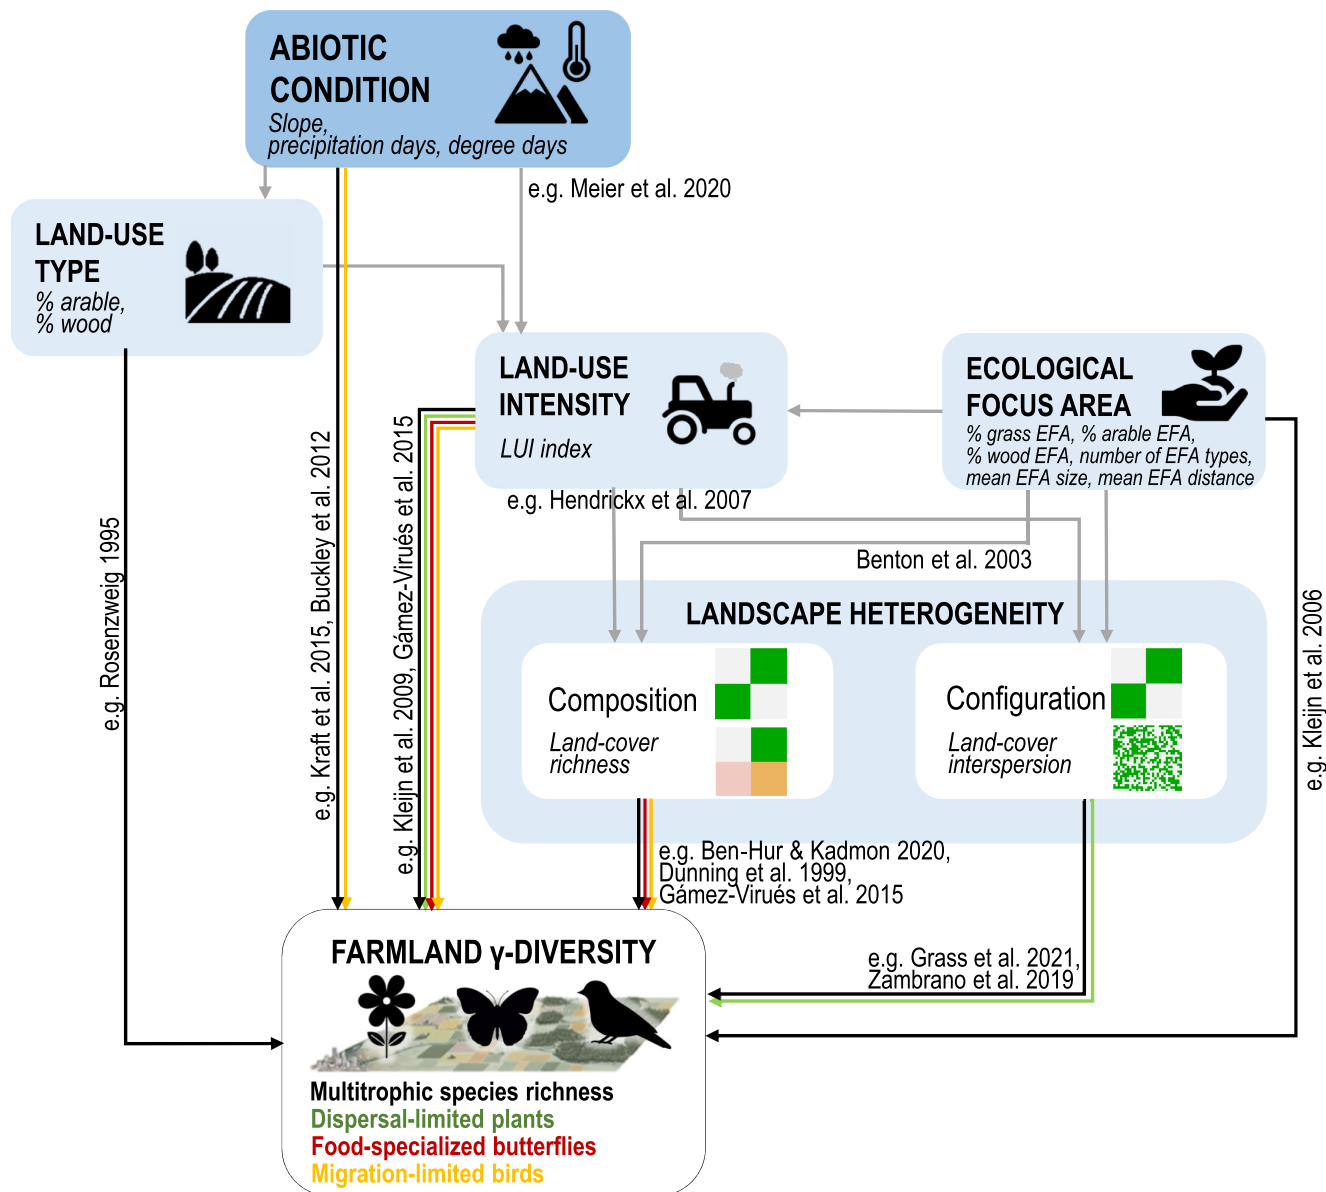 ABIOTIC
CONDITION
Slope,
precipitation days, degree days
e.g. Meier et al. 2020
LAND-USE
TYPE
% arable,
% wood
LAND-USE
INTENSITY
LUI index
ECOLOGICAL
FOCUS AREA
% grass EFA, % arable EFA,
% wood EFA, number of EFA types,
mean EFA size, mean EFA distance
e.g. Hendrickx et al. 2007
Benton et al. 2003
e.g. Rosenzweig 1995
e.g. Kraft et al. 2015, Buckley et al. 2012
e.g. Kleijn et al. 2009, Gámez-Virués et al. 2015
e.g. Kleijn et al. 2006
LANDSCAPE HETEROGENEITY
Composition
Land-cover
richness
Configuration
Land-cover
interspersion
e.g. Ben-Hur & Kadmon 2020,
Dunning et al. 1999,
Gámez-Virués et al. 2015
e.g. Grass et al. 2021,
Zambrano et al. 2019
FARMLAND γ-DIVERSITY
Multitrophic species richness
Dispersal-limited plants
Food-specialized butterflies
Migration-limited birds